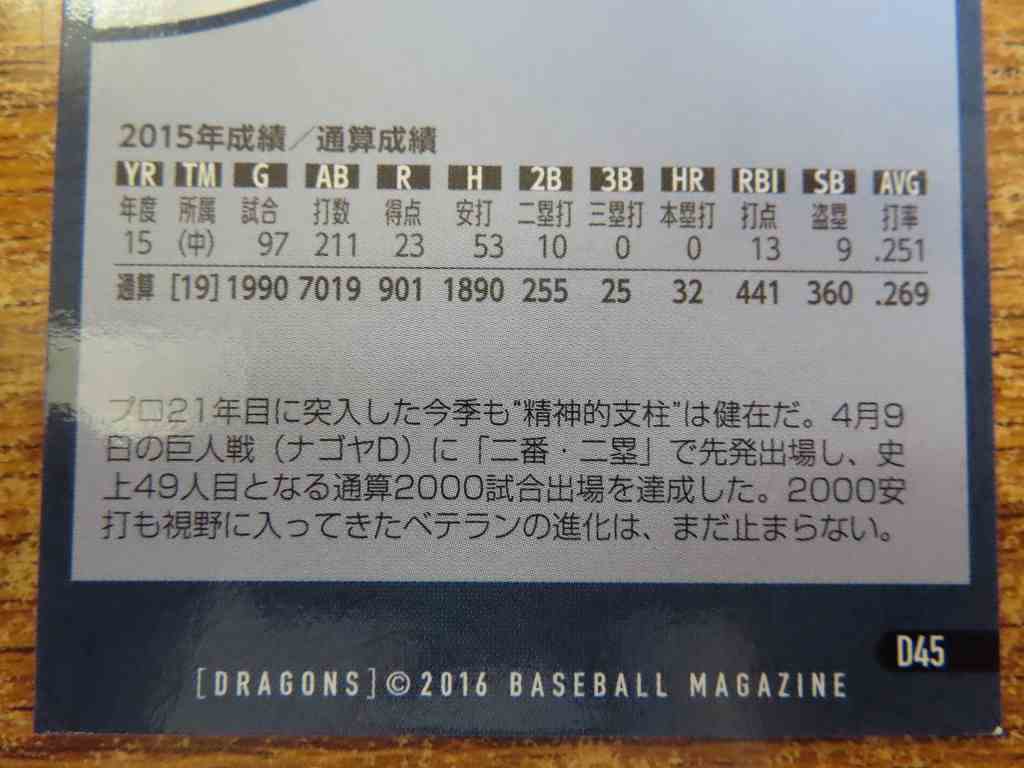 2015年成績／通算成績
YR TM G AB R H 2B 3B HR RBI SB AVG
年度 所属 試合 打数 得点 安打 二塁打 三塁打 本塁打 打点 盗塁 打率
15 (中) 97 211 23 53 10 0 0 13 9 .251
通算 [19] 1990 7019 901 1890 255 25 32 441 360 .269
プロ21年目に突入した今季も“精神的支柱”は健在だ。4月9
日の巨人戦（ナゴヤD）に「二番・二塁」で先発出場し、史
上49人目となる通算2000試合出場を達成した。2000安
打も視野に入ってきたベテランの進化は、まだ止まらない。
D45
[DRAGONS]©2016 BASEBALL MAGAZINE